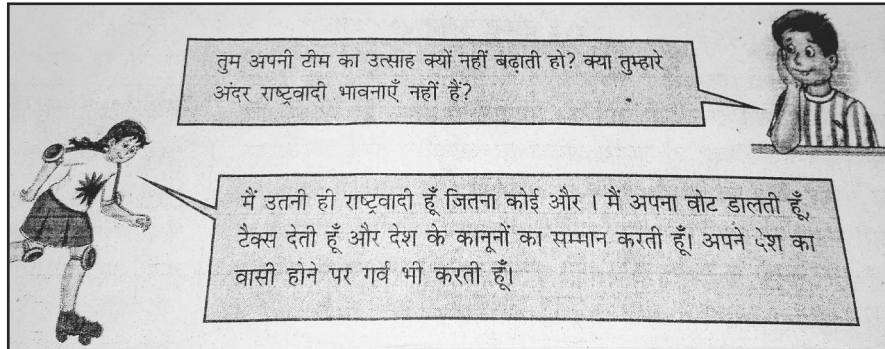 तुम अपनी टीम का उत्साह क्यों नहीं बढ़ाती हो? क्या तुम्हारे
अंदर राष्ट्रवादी भावनाएँ नहीं हैं?
मैं उतनी ही राष्ट्रवादी हूँ जितना कोई और । मैं अपना वोट डालती हूँ,
टैक्स देती हूँ और देश के कानूनों का सम्मान करती हूँ। अपने देश का
वासी होने पर गर्व भी करती हूँ।